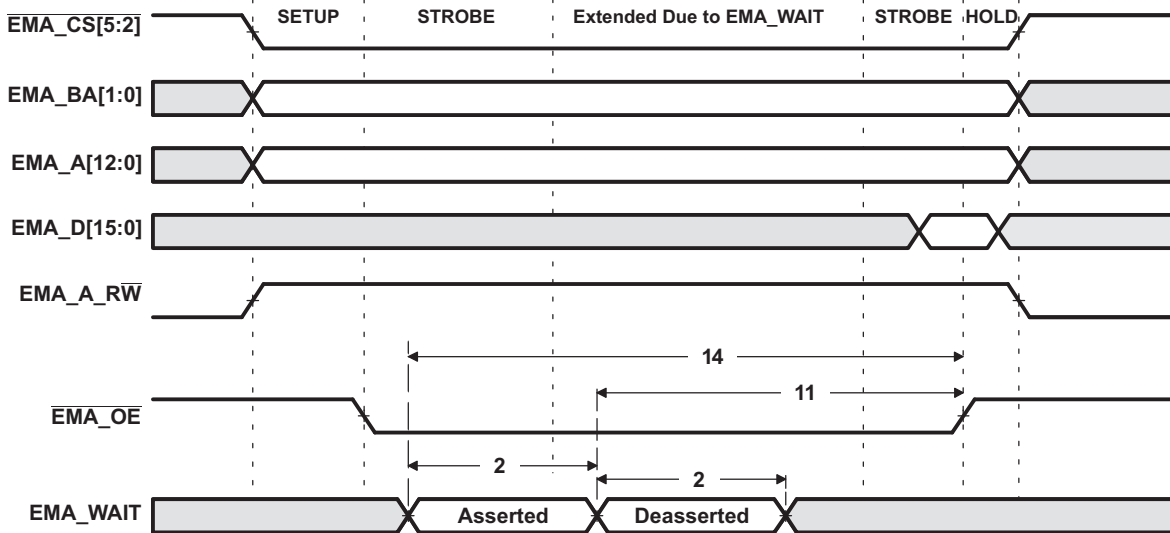 SETUP STROBE Extended Due to EMA_WAIT STROBE HOLD
EMA_CS[5:2]
EMA_BA[1:0]
EMA_A[12:0]
EMA_D[15:0]
EMA_A_RW
14
11
EMA_OE
2
2
EMA_WAIT Asserted Deasserted